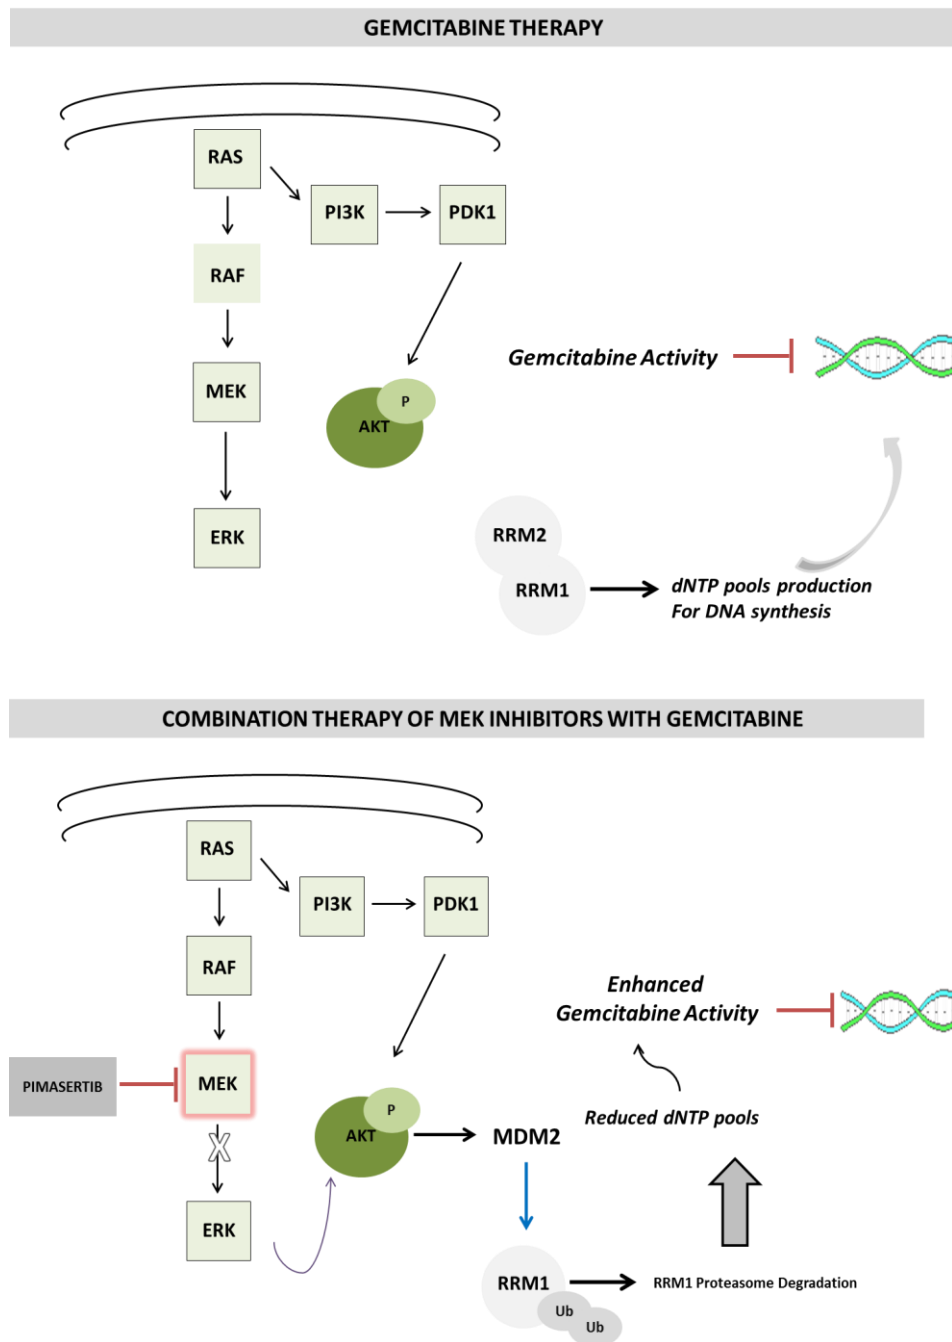 GEMCITABINE THERAPY
RAS
PI3K
PDK1
RAF
Gemcitabine Activity
MEK
P
AKT
ERK
RRM2
RRM1
dNTP pools production
For DNA synthesis
COMBINATION THERAPY OF MEK INHIBITORS WITH GEMCITABINE
RAS
PI3K
PDK1
RAF
Enhanced
Gemcitabine Activity
PIMASERTIB
MEK
P
AKT
MDM2
Reduced dNTP pools
X
ERK
RRM1
RRM1 Proteasome Degradation
Ub
Ub